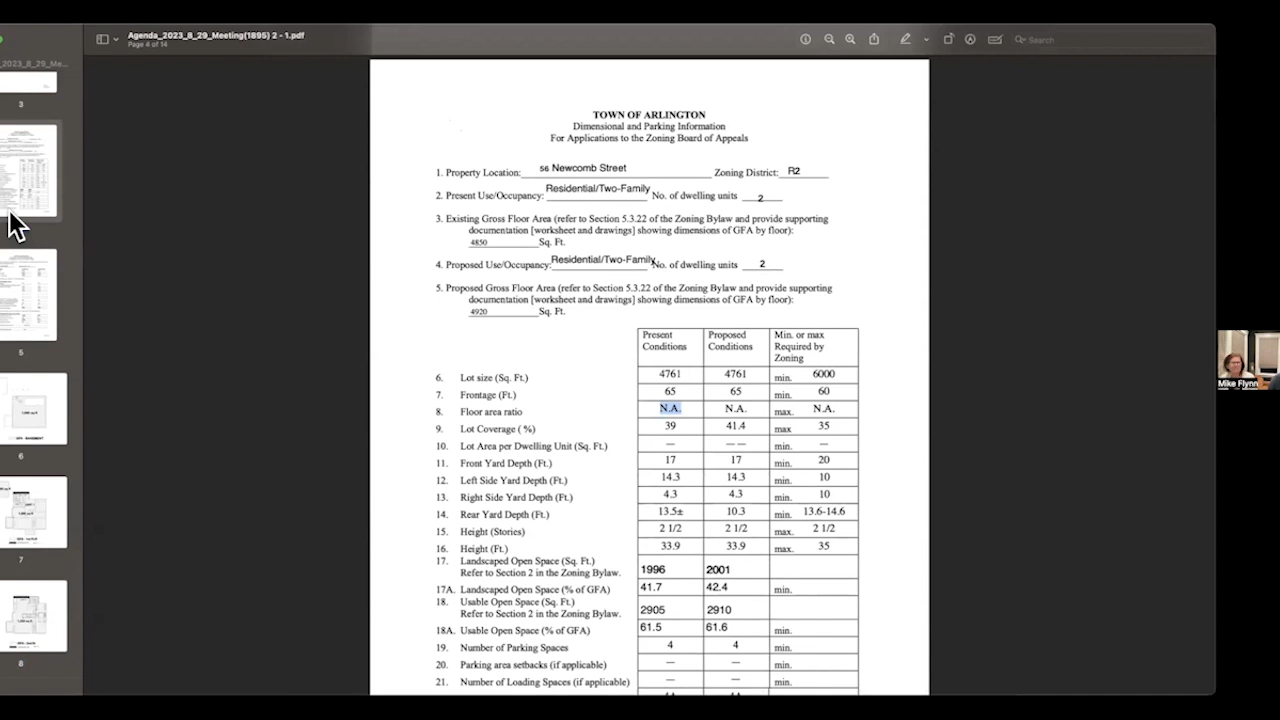 Agenda_2023_8_29_Meeting(1895) 2 - 1.pdf
Page 4 of 14
Search
_2023_8_29_Me...
3
5
6
7
8
TOWN OF ARLINGTON
Dimensional and Parking Information
For Applications to the Zoning Board of Appeals
1. Property Location: 56 Newcomb Street Zoning District: R2
2. Present Use/Occupancy: Residential/Two-Family No. of dwelling units 2
3. Existing Gross Floor Area (refer to Section 5.3.22 of the Zoning Bylaw and provide supporting
documentation [worksheet and drawings] showing dimensions of GFA by floor):
4850 Sq. Ft.
4. Proposed Use/Occupancy: Residential/Two-Family No. of dwelling units 2
5. Proposed Gross Floor Area (refer to Section 5.3.22 of the Zoning Bylaw and provide supporting
documentation [worksheet and drawings] showing dimensions of GFA by floor):
4920 Sq. Ft.
Present Proposed Min. or max
Conditions Conditions Required by
Zoning
6. Lot size (Sq. Ft.) 4761 4761 min. 6000
7. Frontage (Ft.) 65 65 min. 60
8. Floor area ratio N.A. N.A. max. N.A.
9. Lot Coverage ( %) 39 41.4 max 35
10. Lot Area per Dwelling Unit (Sq. Ft.) — — — min. —
11. Front Yard Depth (Ft.) 17 17 min. 20
12. Left Side Yard Depth (Ft.) 14.3 14.3 min. 10
13. Right Side Yard Depth (Ft.) 4.3 4.3 min. 10
14. Rear Yard Depth (Ft.) 13.5± 10.3 min. 13.6-14.6
15. Height (Stories) 2 1/2 2 1/2 max. 2 1/2
16. Height (Ft.) 33.9 33.9 max. 35
17. Landscaped Open Space (Sq. Ft.)
Refer to Section 2 in the Zoning Bylaw. 1996 2001
17A. Landscaped Open Space (% of GFA) 41.7 42.4 min.
18. Usable Open Space (Sq. Ft.)
Refer to Section 2 in the Zoning Bylaw. 2905 2910
18A. Usable Open Space (% of GFA) 61.5 61.6 min.
19. Number of Parking Spaces 4 4 min.
20. Parking area setbacks (if applicable) — — min.
21. Number of Loading Spaces (if applicable) — — min.
Mike Flynn